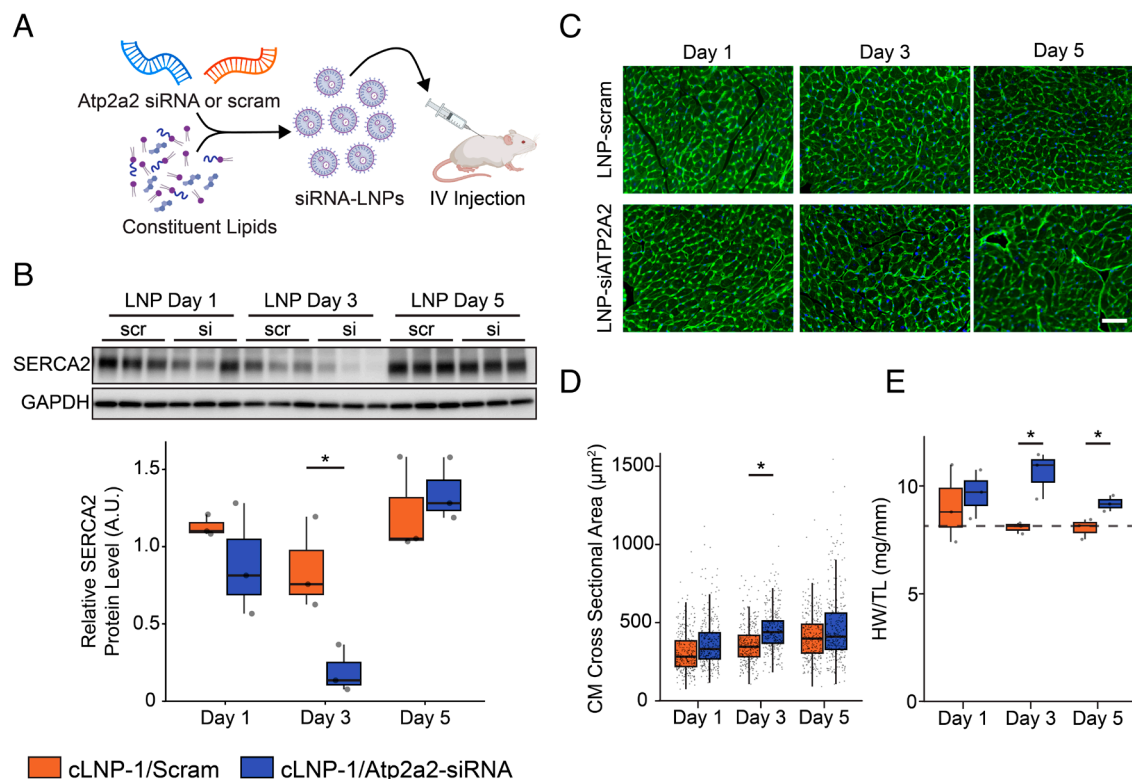 A
Atp2a2 siRNA or scram
Constituent Lipids
siRNA-LNPs
IV Injection
B
LNP Day 1 LNP Day 3 LNP Day 5
scr si scr si scr si
SERCA2
GAPDH
Relative SERCA2
Protein Level (A.U.)
1.5
1.0
0.5
0
*
Day 1 Day 3 Day 5
cLNP-1/Scram cLNP-1/Atp2a2-siRNA
C
Day 1 Day 3 Day 5
LNP-scram
LNP-siATP2A2
D
CM Cross Sectional Area (µm²)
1500
1000
500
0
*
Day 1 Day 3 Day 5
E
HW/TL (mg/mm)
10
5
0
* *
Day 1 Day 3 Day 5